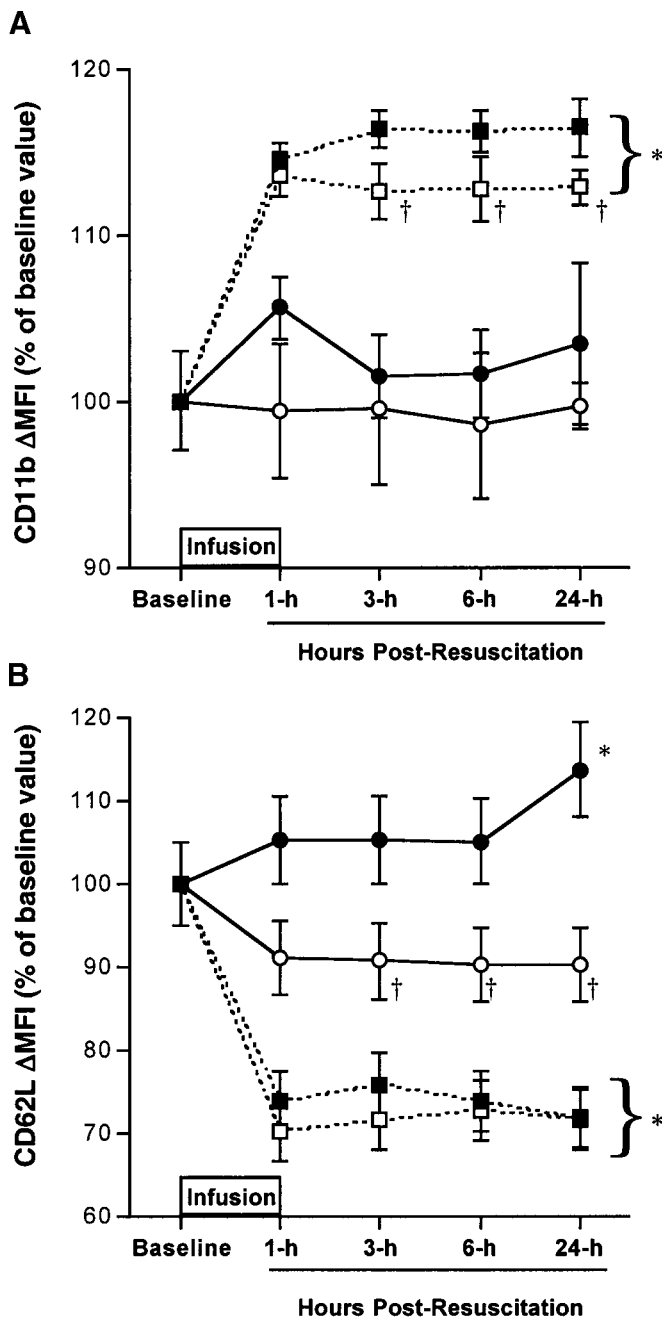 A
CD11b ΔMFI (% of baseline value)
120
110
100
90
*
† † †
Infusion
Baseline 1-h 3-h 6-h 24-h
Hours Post-Resuscitation
B
CD62L ΔMFI (% of baseline value)
120
110
100
90
80
70
60
*
† † †
*
Infusion
Baseline 1-h 3-h 6-h 24-h
Hours Post-Resuscitation